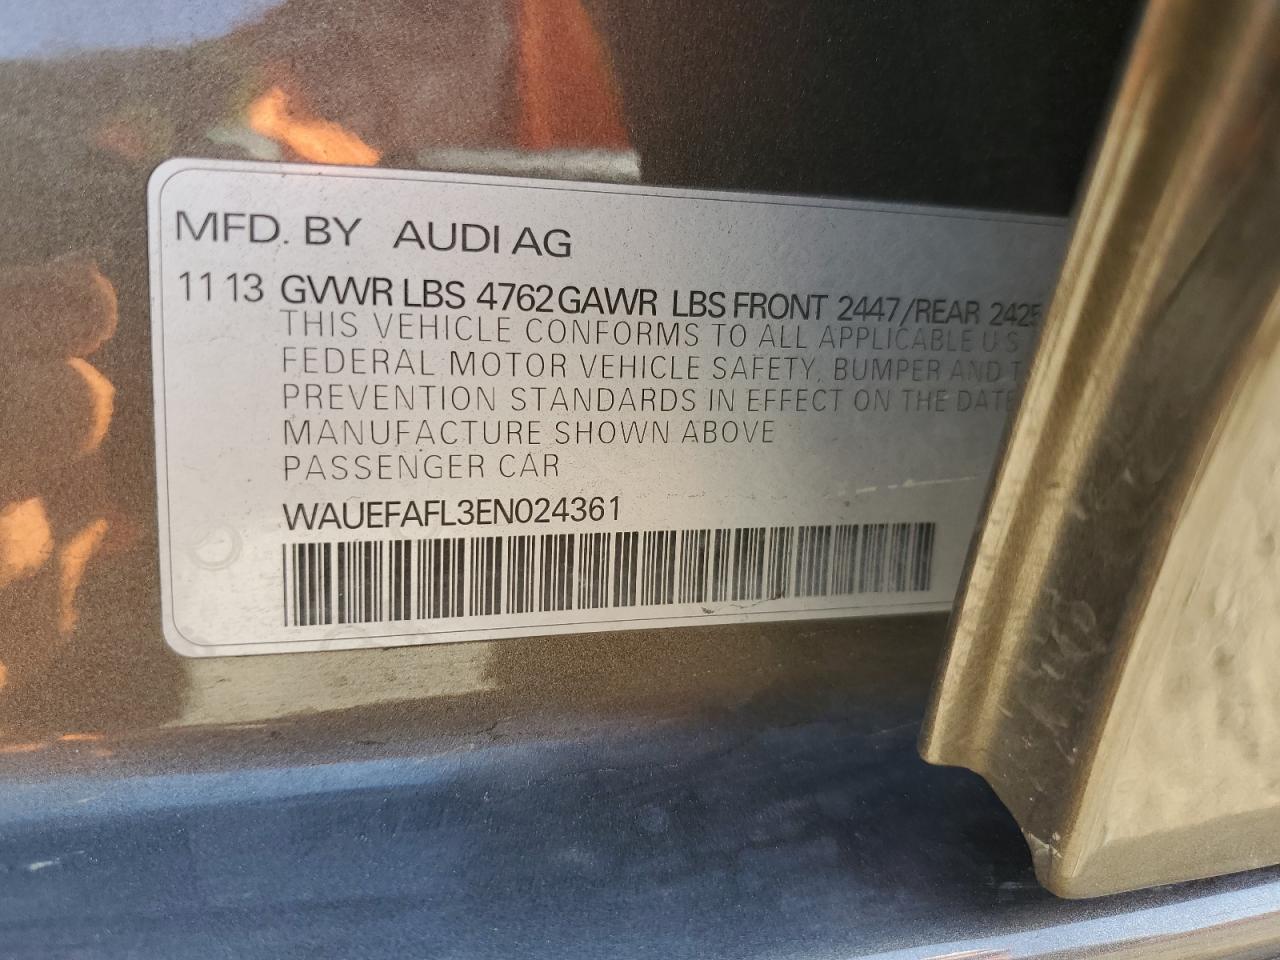 MFD. BY AUDI AG
11 13 GVWR LBS 4762 GAWR LBS FRONT 2447/REAR 2425
THIS VEHICLE CONFORMS TO ALL APPLICABLE U S
FEDERAL MOTOR VEHICLE SAFETY, BUMPER AND
PREVENTION STANDARDS IN EFFECT ON THE DATE
MANUFACTURE SHOWN ABOVE
PASSENGER CAR
WAUEFAFL3EN024361